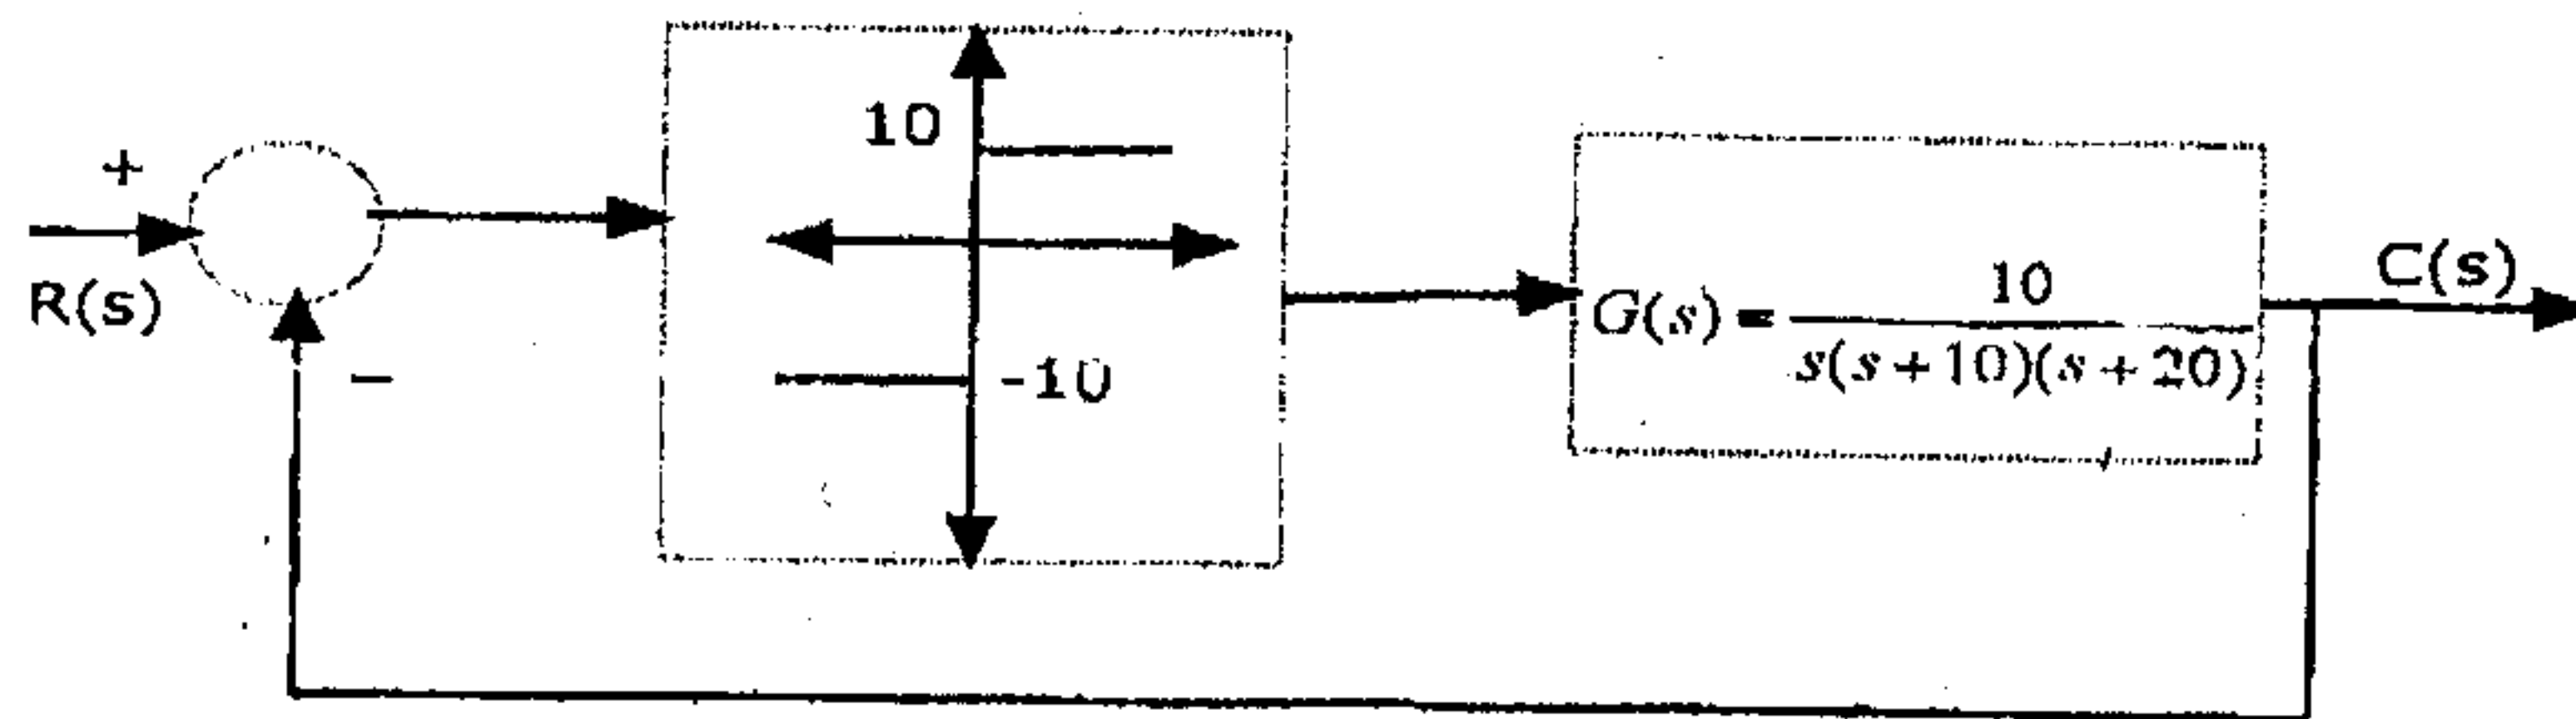 +
R(s)
−
10
-10
G(s) = 10 / s(s + 10)(s + 20)
C(s)